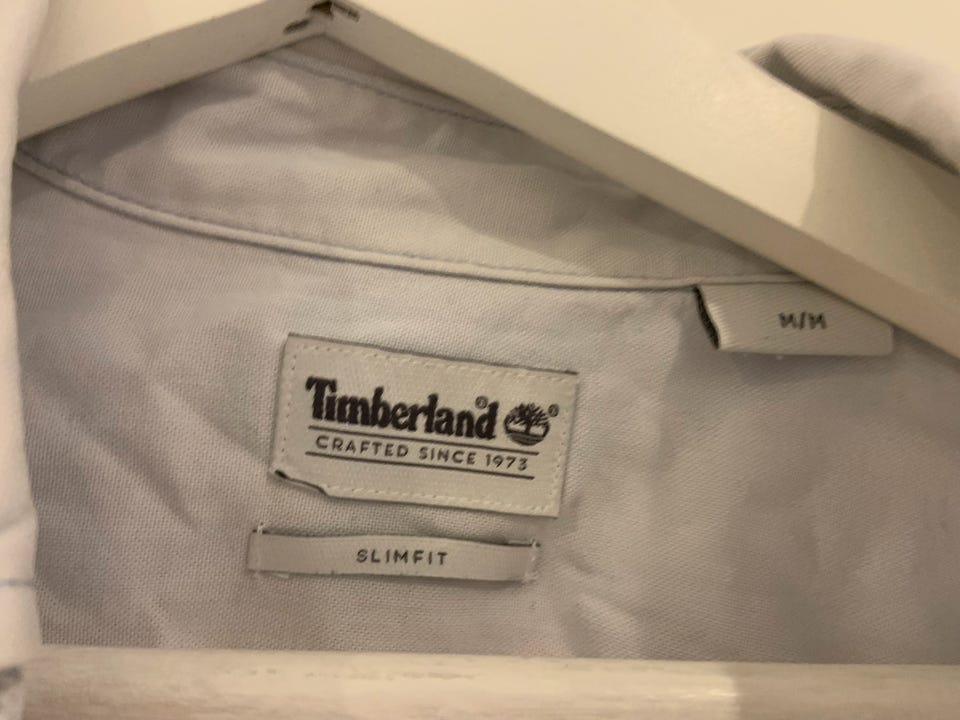 M/M
Timberland®
CRAFTED SINCE 1973
SLIMFIT